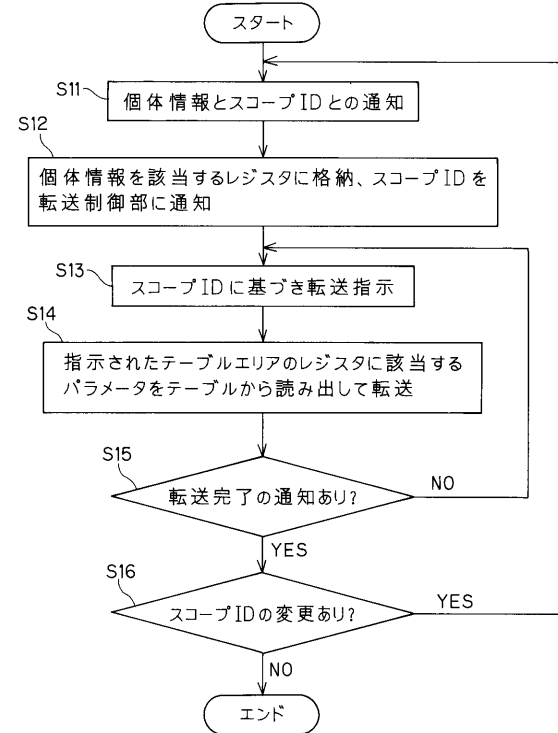 スタート
S11
個体情報とスコープIDとの通知
S12
個体情報を該当するレジスタに格納、スコープIDを
転送制御部に通知
S13
スコープIDに基づき転送指示
S14
指示されたテーブルエリアのレジスタに該当する
パラメータをテーブルから読み出して転送
S15
転送完了の通知あり?
NO
YES
S16
スコープIDの変更あり?
YES
NO
エンド